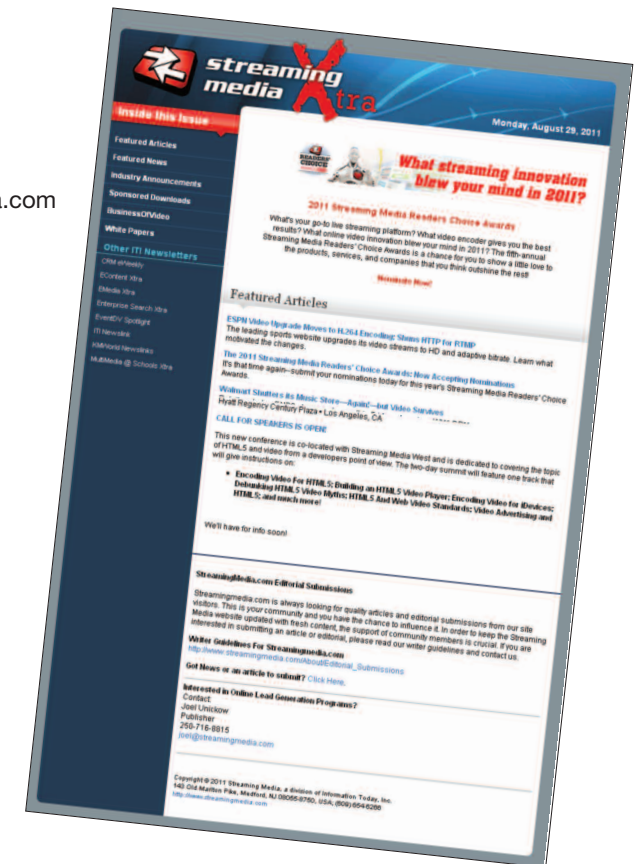 a.com
streaming
media Xtra
Monday, August 29, 2011
Inside this Issue
Featured Articles
Featured News
Industry Announcements
Sponsored Downloads
BusinessOfVideo
White Papers
Other ITI Newsletters
CRM eWeekly
EContent Xtra
EMedia Xtra
Enterprise Search Xtra
EventDV Spotlight
ITI Newslink
KMWorld Newslinks
MultiMedia @ Schools Xtra
READERS'
CHOICE
What streaming innovation
blew your mind in 2011?
2011 Streaming Media Readers Choice Awards
What's your go-to live streaming platform? What video encoder gives you the best
results? What online video innovation blew your mind in 2011? The fifth-annual
Streaming Media Readers' Choice Awards is a chance for you to show a little love to
the products, services, and companies that you think outshine the rest!
Nominate Now!
Featured Articles
ESPN Video Upgrade Moves to H.264 Encoding; Shuns HTTP for RTMP
The leading sports website upgrades its video streams to HD and adaptive bitrate. Learn what
motivated the changes.
The 2011 Streaming Media Readers' Choice Awards: Now Accepting Nominations
It's that time again--submit your nominations today for this year's Streaming Media Readers' Choice
Awards.
Walmart Shutters its Music Store—Again!—but Video Survives
Hyatt Regency Century Plaza • Los Angeles, CA
CALL FOR SPEAKERS IS OPEN!
This new conference is co-located with Streaming Media West and is dedicated to covering the topic
of HTML5 and video from a developers point of view. The two-day summit will feature one track that
will give instructions on:
• Encoding Video For HTML5; Building an HTML5 Video Player; Encoding Video for iDevices;
Debunking HTML5 Video Myths; HTML5 And Web Video Standards; Video Advertising and
HTML5; and much more!
We'll have for info soon!
StreamingMedia.com Editorial Submissions
Streamingmedia.com is always looking for quality articles and editorial submissions from our site
visitors. This is your community and you have the chance to influence it. In order to keep the Streaming
Media website updated with fresh content, the support of community members is crucial. If you are
interested in submitting an article or editorial, please read our writer guidelines and contact us.
Writer Guidelines For Streamingmedia.com
http://www.streamingmedia.com/About/Editorial_Submissions
Got News or an article to submit? Click Here.
Interested in Online Lead Generation Programs?
Contact:
Joel Unickow
Publisher
250-716-8815
joel@streamingmedia.com
Copyright © 2011 Streaming Media, a division of Information Today, Inc.
143 Old Marlton Pike, Medford, NJ 08055-8750, USA; (609) 654-6266
http://www.streamingmedia.com